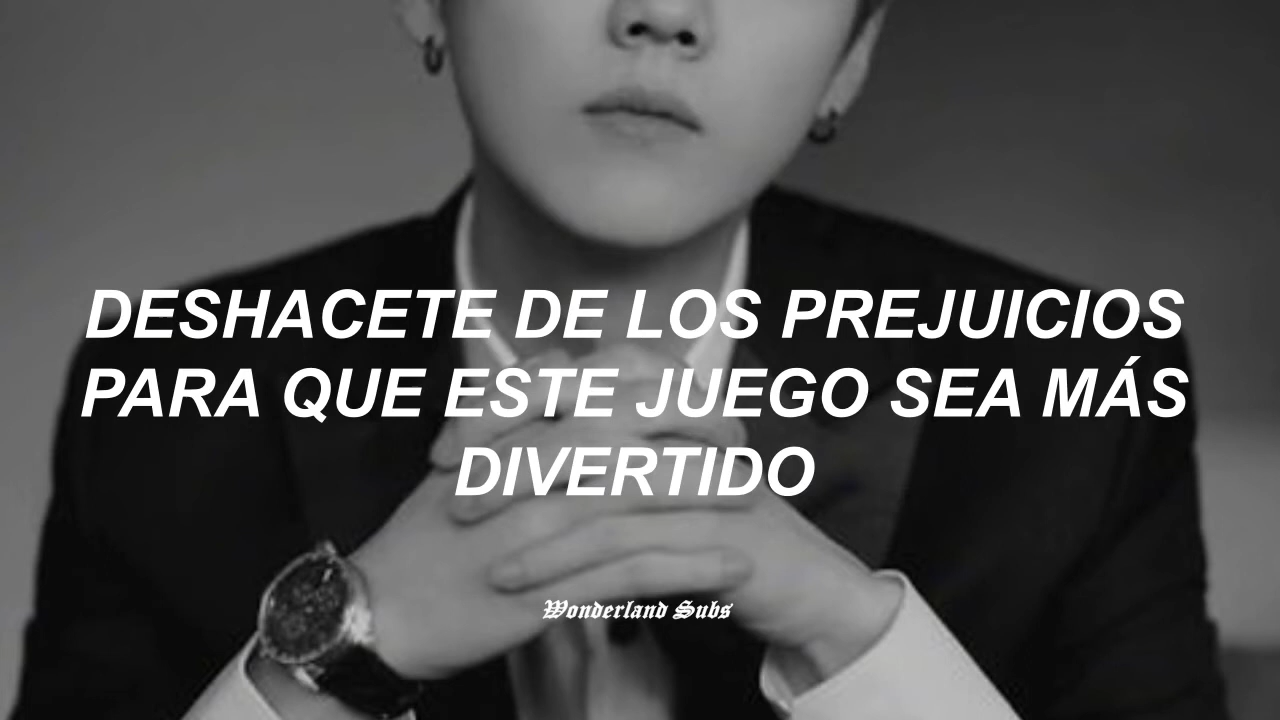 DESHACETE DE LOS PREJUICIOS
PARA QUE ESTE JUEGO SEA MÁS
DIVERTIDO
Wonderland Subs